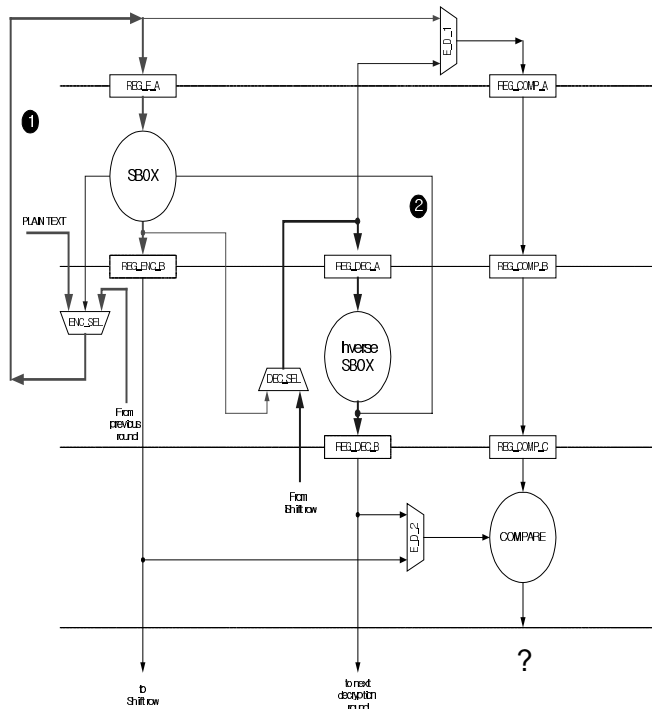 E_D_1
REG_E_A
REG_COMP_A
1
SBOX
2
PLAIN TEXT
REG_ENC_B
REG_DEC_A
REG_COMP_B
ENC_SEL
Inverse
SBOX
DEC_SEL
From
previous
round
REG_DEC_B
REG_COMP_C
From
IShift row
E_D_2
COMPARE
?
to
Shift row
to next
decryption
round